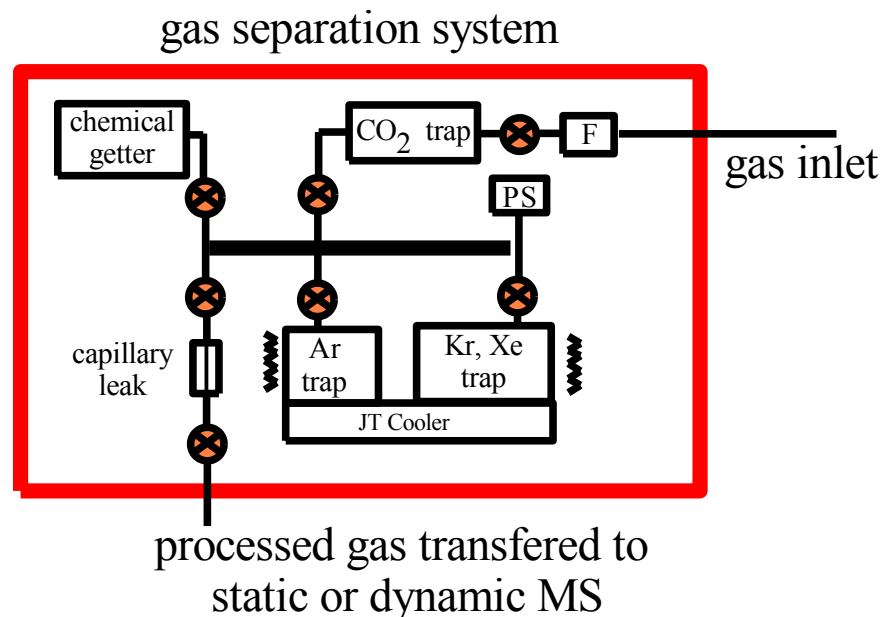 gas separation system
chemical
getter
CO2 trap
F
gas inlet
PS
capillary
leak
Ar
trap
Kr, Xe
trap
JT Cooler
processed gas transfered to
static or dynamic MS